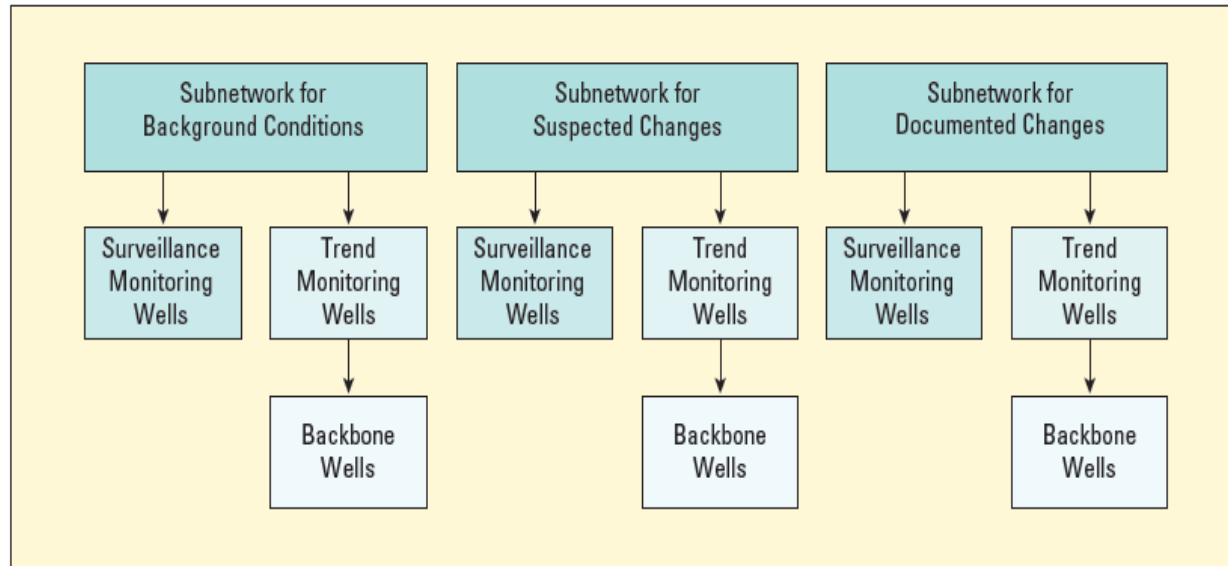 Subnetwork for
Background Conditions
Subnetwork for
Suspected Changes
Subnetwork for
Documented Changes
Surveillance
Monitoring
Wells
Trend
Monitoring
Wells
Surveillance
Monitoring
Wells
Trend
Monitoring
Wells
Surveillance
Monitoring
Wells
Trend
Monitoring
Wells
Backbone
Wells
Backbone
Wells
Backbone
Wells